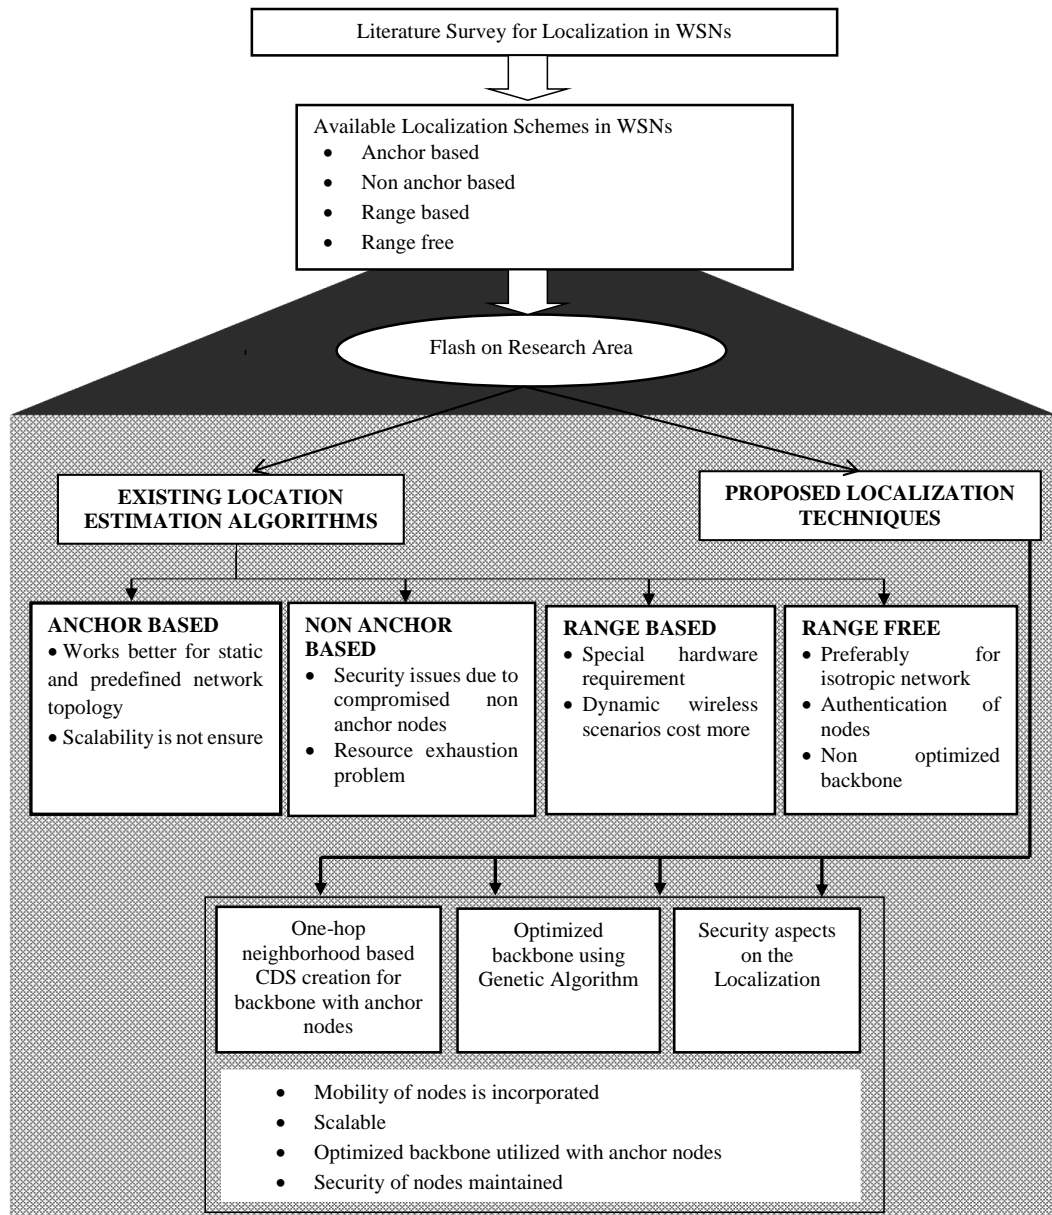 Literature Survey for Localization in WSNs
Available Localization Schemes in WSNs
• Anchor based
• Non anchor based
• Range based
• Range free
Flash on Research Area
EXISTING LOCATION
ESTIMATION ALGORITHMS
PROPOSED LOCALIZATION
TECHNIQUES
ANCHOR BASED
• Works better for static
and predefined network
topology
• Scalability is not ensure
NON ANCHOR
BASED
• Security issues due to
compromised non
anchor nodes
• Resource exhaustion
problem
RANGE BASED
• Special hardware
requirement
• Dynamic wireless
scenarios cost more
RANGE FREE
• Preferably for
isotropic network
• Authentication of
nodes
• Non optimized
backbone
One-hop
neighborhood based
CDS creation for
backbone with anchor
nodes
Optimized
backbone using
Genetic Algorithm
Security aspects
on the
Localization
• Mobility of nodes is incorporated
• Scalable
• Optimized backbone utilized with anchor nodes
• Security of nodes maintained